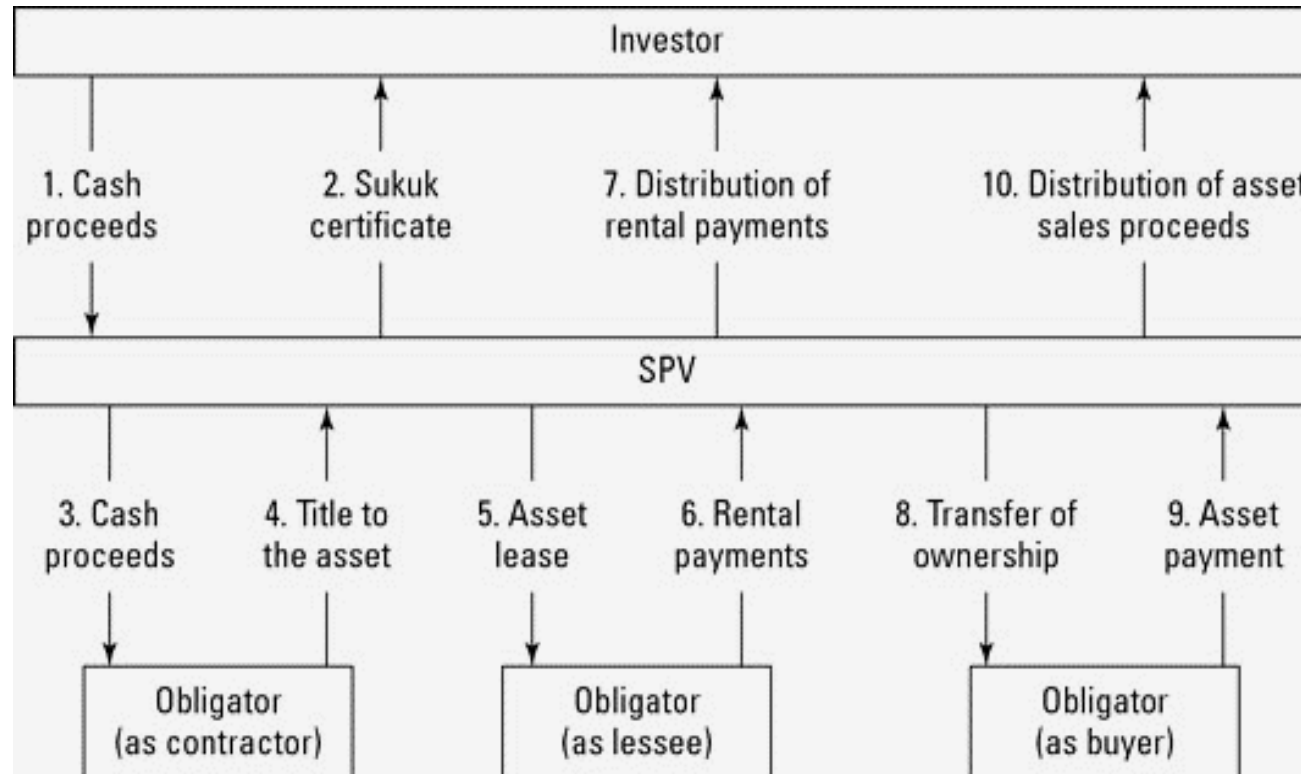 Investor
1. Cash
proceeds
2. Sukuk
certificate
7. Distribution of
rental payments
10. Distribution of asset
sales proceeds
SPV
3. Cash
proceeds
4. Title to
the asset
5. Asset
lease
6. Rental
payments
8. Transfer of
ownership
9. Asset
payment
Obligator
(as contractor)
Obligator
(as lessee)
Obligator
(as buyer)